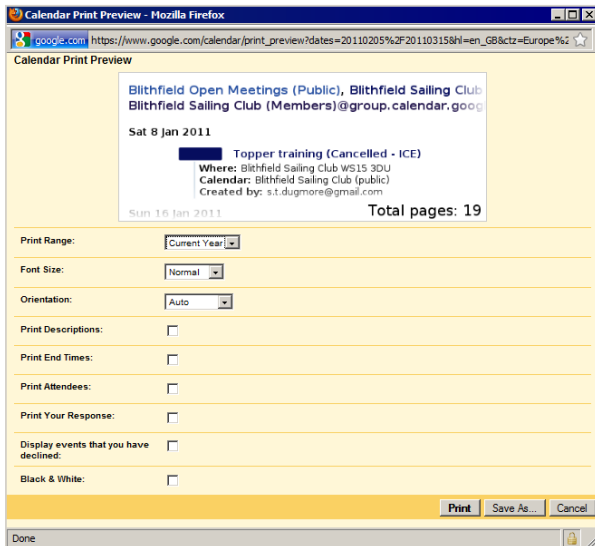 Calendar Print Preview - Mozilla Firefox
google.com https://www.google.com/calendar/print_preview?dates=20110205%2F20110315&hl=en_GB&ctz=Europe%2
Calendar Print Preview
Blithfield Open Meetings (Public), Blithfield Sailing Club
Blithfield Sailing Club (Members)@group.calendar.goog
Sat 8 Jan 2011
Topper training (Cancelled - ICE)
Where: Blithfield Sailing Club WS15 3DU
Calendar: Blithfield Sailing Club (public)
Created by: s.t.dugmore@gmail.com
Sun 16 Jan 2011
Total pages: 19
Print Range: Current Year
Font Size: Normal
Orientation: Auto
Print Descriptions:
Print End Times:
Print Attendees:
Print Your Response:
Display events that you have
declined:
Black & White:
Print Save As... Cancel
Done